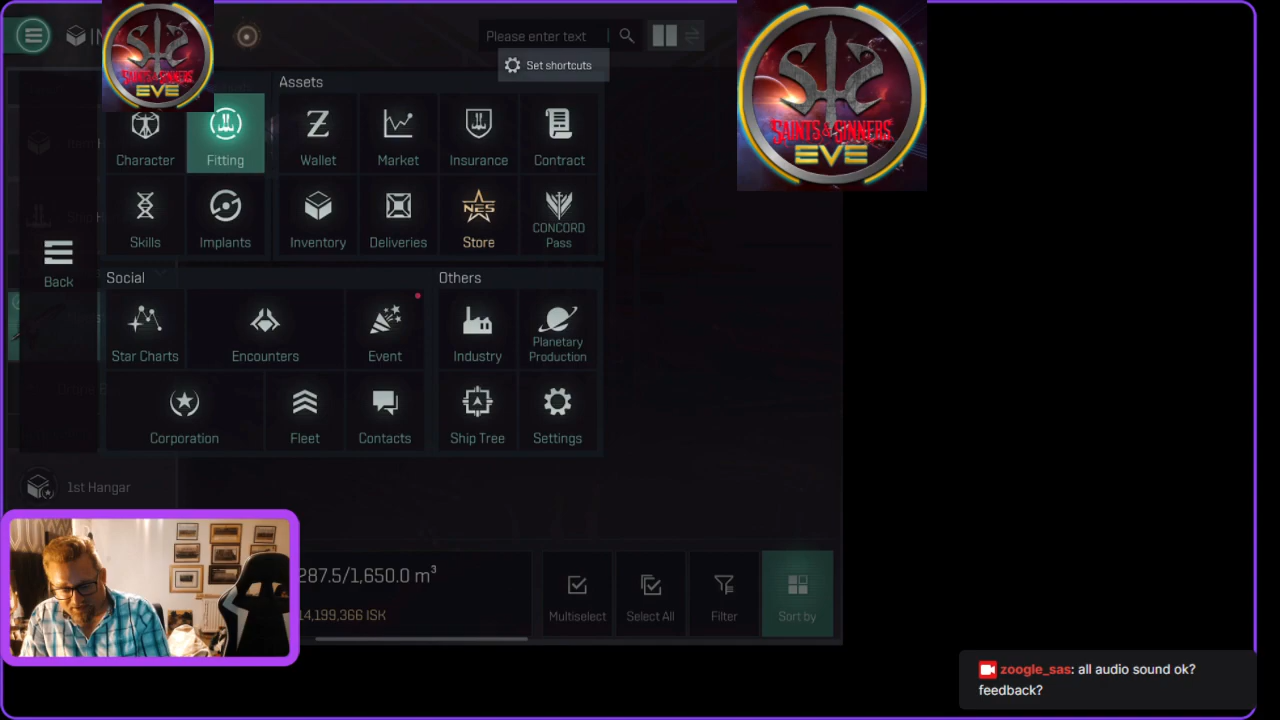 IN
Please enter text
Set shortcuts
SAINTS & SINNERS
EVE
SAINTS & SINNERS
EVE
Assets
Character
Fitting
Wallet
Market
Insurance
Contract
Skills
Implants
Inventory
Deliveries
NES
Store
CONCORD
Pass
Back
Social
Others
Star Charts
Encounters
Event
Industry
Planetary
Production
Corporation
Fleet
Contacts
Ship Tree
Settings
1st Hangar
287.5/1,650.0 m³
14,199,366 ISK
Multiselect
Select All
Filter
Sort by
zoogle_sas: all audio sound ok?
feedback?